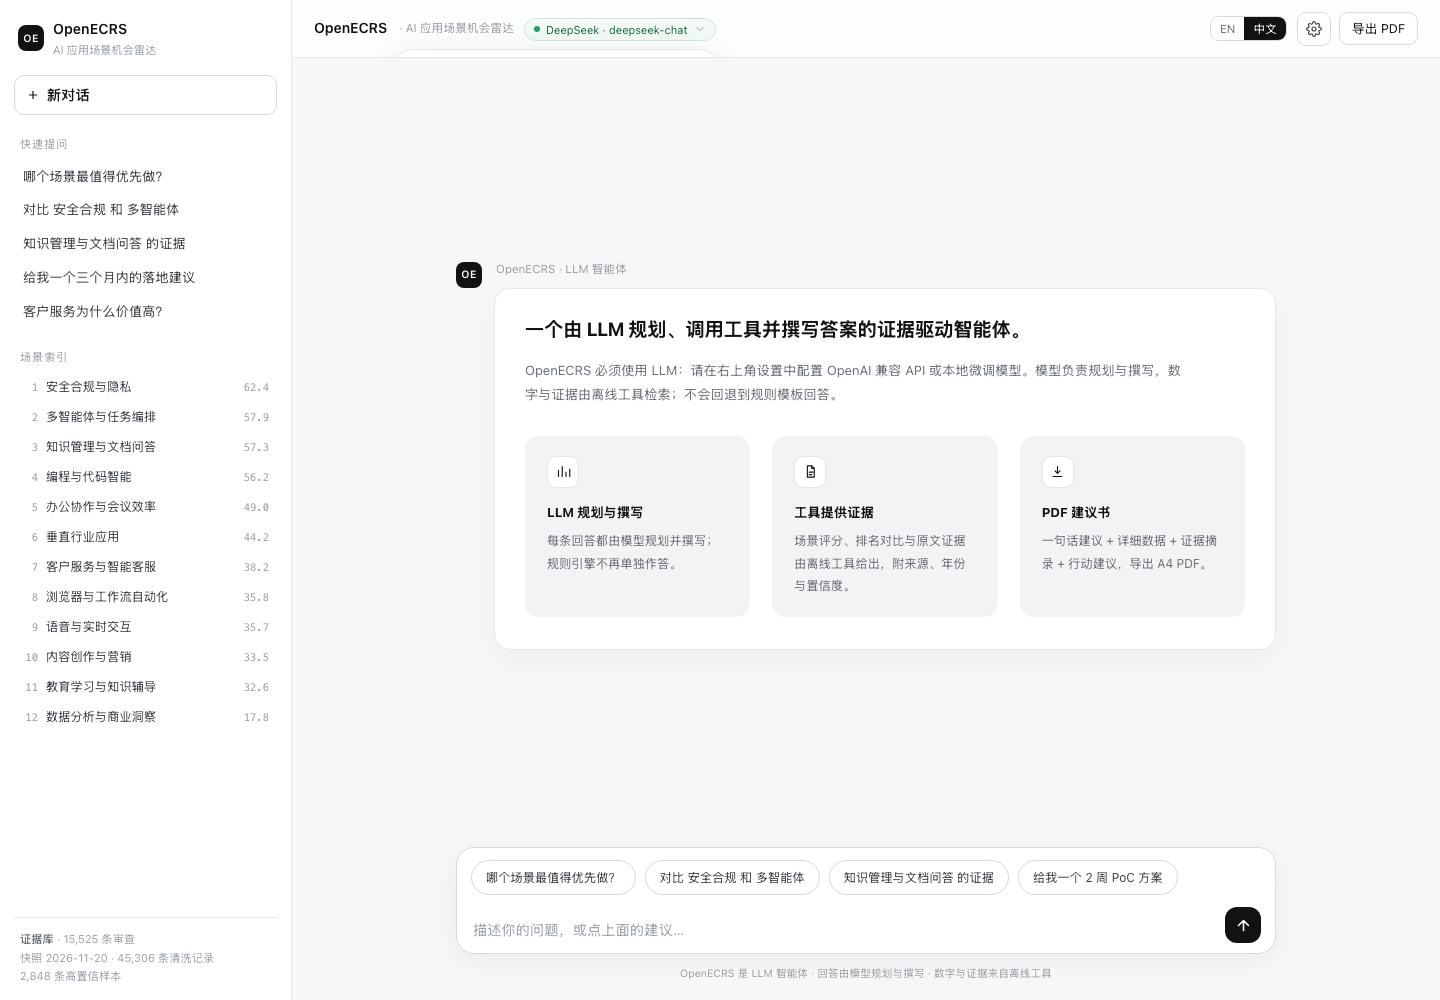 OE
OpenECRS
AI 应用场景机会雷达
+ 新对话
快速提问
哪个场景最值得优先做?
对比 安全合规 和 多智能体
知识管理与文档问答 的证据
给我一个三个月内的落地建议
客户服务为什么价值高?
场景索引
1 安全合规与隐私 62.4
2 多智能体与任务编排 57.9
3 知识管理与文档问答 57.3
4 编程与代码智能 56.2
5 办公协作与会议效率 49.0
6 垂直行业应用 44.2
7 客户服务与智能客服 38.2
8 浏览器与工作流自动化 35.8
9 语音与实时交互 35.7
10 内容创作与营销 33.5
11 教育学习与知识辅导 32.6
12 数据分析与商业洞察 17.8
证据库 · 15,525 条审查
快照 2026-11-20 · 45,306 条清洗记录
2,848 条高置信样本
OpenECRS · AI 应用场景机会雷达 DeepSeek · deepseek-chat
EN 中文 导出 PDF
OE OpenECRS · LLM 智能体
一个由 LLM 规划、调用工具并撰写答案的证据驱动智能体。
OpenECRS 必须使用 LLM：请在右上角设置中配置 OpenAI 兼容 API 或本地微调模型。模型负责规划与撰写，数
字与证据由离线工具检索；不会回退到规则模板回答。
LLM 规划与撰写
每条回答都由模型规划并撰写；
规则引擎不再单独作答。
工具提供证据
场景评分、排名对比与原文证据
由离线工具给出，附来源、年份
与置信度。
PDF 建议书
一句话建议 + 详细数据 + 证据摘
录 + 行动建议，导出 A4 PDF。
哪个场景最值得优先做?
对比 安全合规 和 多智能体
知识管理与文档问答 的证据
给我一个 2 周 PoC 方案
描述你的问题，或点上面的建议...
OpenECRS 是 LLM 智能体 · 回答由模型规划与撰写 · 数字与证据来自离线工具